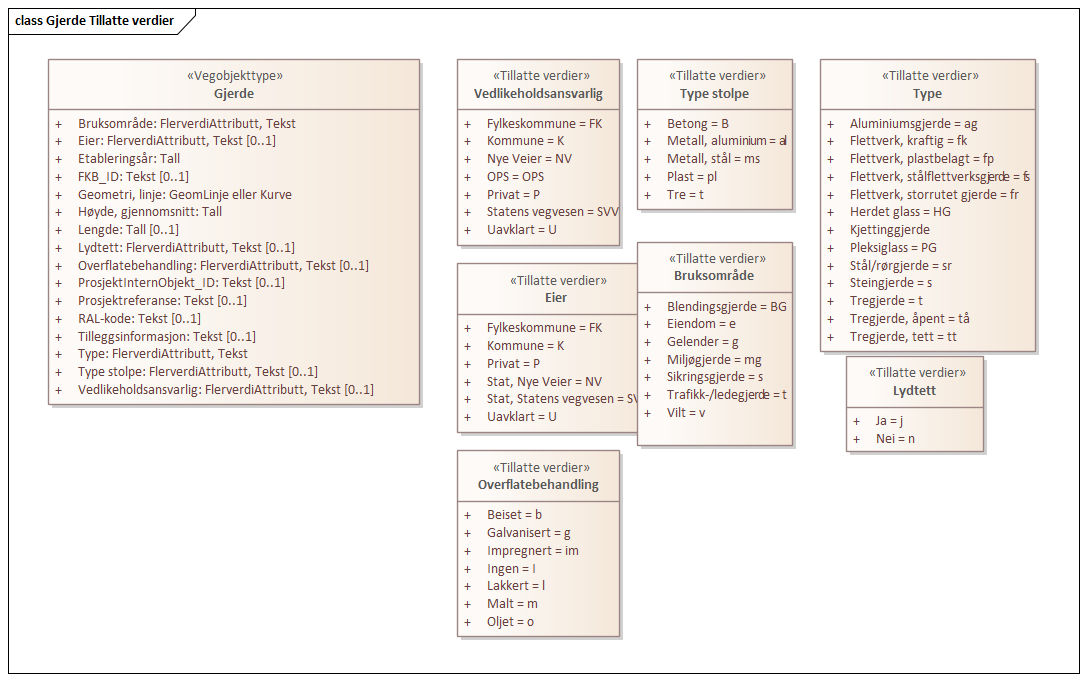 class Gjerde Tillatte verdier
«Vegobjekttype»
Gjerde
+ Bruksområde: FlerverdiAttributt, Tekst
+ Eier: FlerverdiAttributt, Tekst [0..1]
+ Etableringsår: Tall
+ FKB_ID: Tekst [0..1]
+ Geometri, linje: GeomLinje eller Kurve
+ Høyde, gjennomsnitt: Tall
+ Lengde: Tall [0..1]
+ Lydtett: FlerverdiAttributt, Tekst [0..1]
+ Overflatebehandling: FlerverdiAttributt, Tekst [0..1]
+ ProsjektInternObjekt_ID: Tekst [0..1]
+ Prosjektreferanse: Tekst [0..1]
+ RAL-kode: Tekst [0..1]
+ Tilleggsinformasjon: Tekst [0..1]
+ Type: FlerverdiAttributt, Tekst
+ Type stolpe: FlerverdiAttributt, Tekst [0..1]
+ Vedlikeholdsansvarlig: FlerverdiAttributt, Tekst [0..1]
«Tillatte verdier»
Vedlikeholdsansvarlig
+ Fylkeskommune = FK
+ Kommune = K
+ Nye Veier = NV
+ OPS = OPS
+ Privat = P
+ Statens vegvesen = SVV
+ Uavklart = U
«Tillatte verdier»
Eier
+ Fylkeskommune = FK
+ Kommune = K
+ Privat = P
+ Stat, Nye Veier = NV
+ Stat, Statens vegvesen = SV
+ Uavklart = U
«Tillatte verdier»
Overflatebehandling
+ Beiset = b
+ Galvanisert = g
+ Impregnert = im
+ Ingen = I
+ Lakkert = l
+ Malt = m
+ Oljet = o
«Tillatte verdier»
Type stolpe
+ Betong = B
+ Metall, aluminium = al
+ Metall, stål = ms
+ Plast = pl
+ Tre = t
«Tillatte verdier»
Bruksområde
+ Blendingsgjerde = BG
+ Eiendom = e
+ Gelender = g
+ Miljøgjerde = mg
+ Sikringsgjerde = s
+ Trafikk-/ledegjerde = t
+ Vilt = v
«Tillatte verdier»
Type
+ Aluminiumsgjerde = ag
+ Flettverk, kraftig = fk
+ Flettverk, plastbelagt = fp
+ Flettverk, stålflettverksgjerde = fs
+ Flettverk, storrutet gjerde = fr
+ Herdet glass = HG
+ Kjettinggjerde
+ Pleksiglass = PG
+ Stål/rørgjerde = sr
+ Steingjerde = s
+ Tregjerde = t
+ Tregjerde, åpent = tå
+ Tregjerde, tett = tt
«Tillatte verdier»
Lydtett
+ Ja = j
+ Nei = n